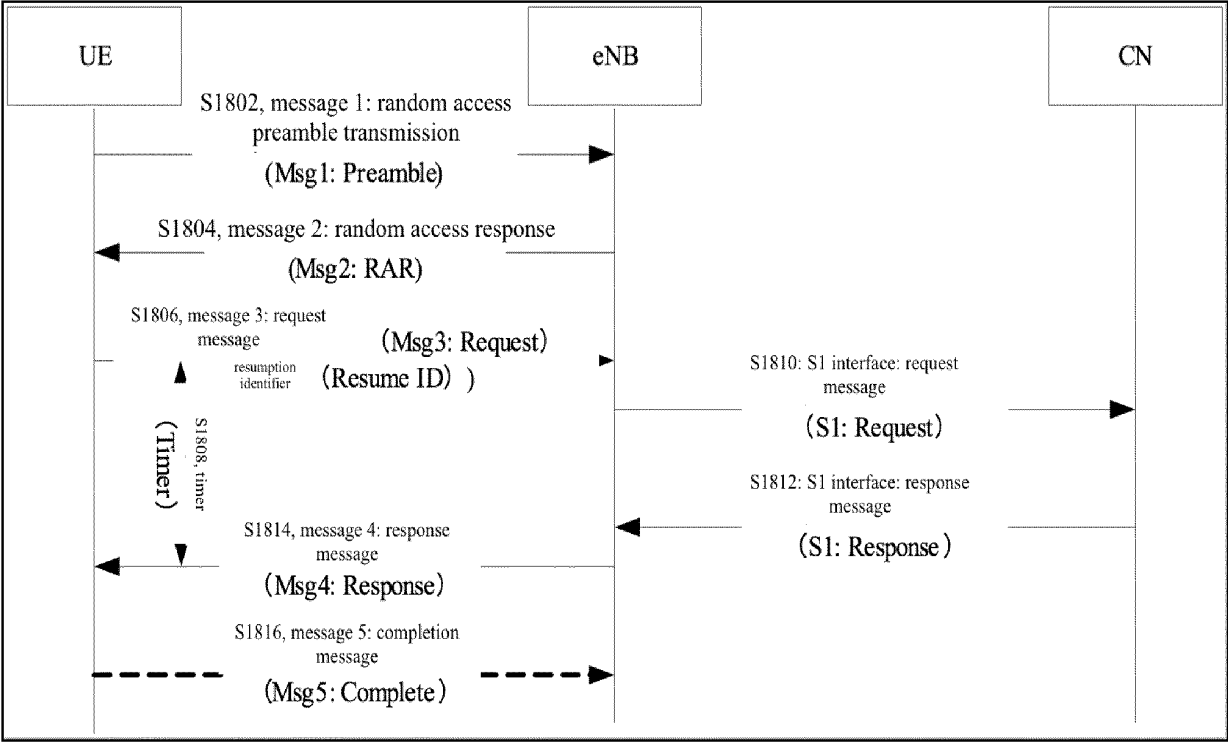 UE
eNB
CN
S1802, message 1: random access
preamble transmission
(Msg1: Preamble)
S1804, message 2: random access response
(Msg2: RAR)
S1806, message 3: request
message
(Msg3: Request)
resumption
identifier
(Resume ID) )
S1810: S1 interface: request
message
(S1: Request)
S1808, timer
(Timer)
S1812: S1 interface: response
message
(S1: Response)
S1814, message 4: response
message
(Msg4: Response)
S1816, message 5: completion
message
(Msg5: Complete)